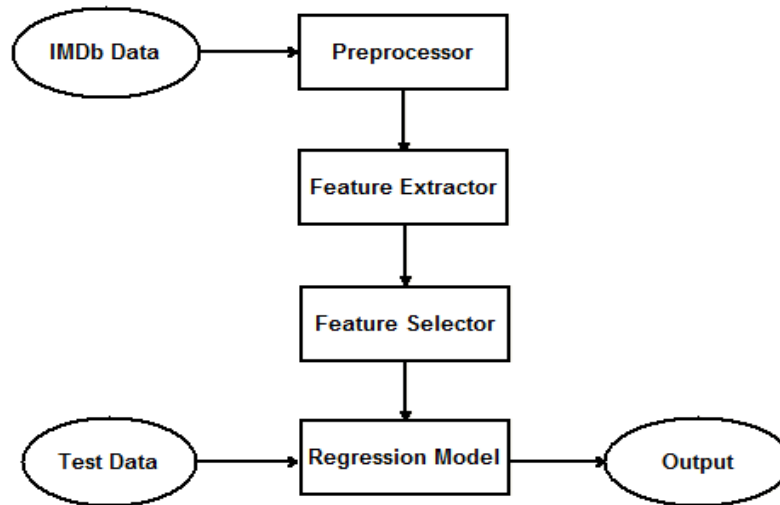 IMDb Data
Preprocessor
Feature Extractor
Feature Selector
Test Data
Regression Model
Output